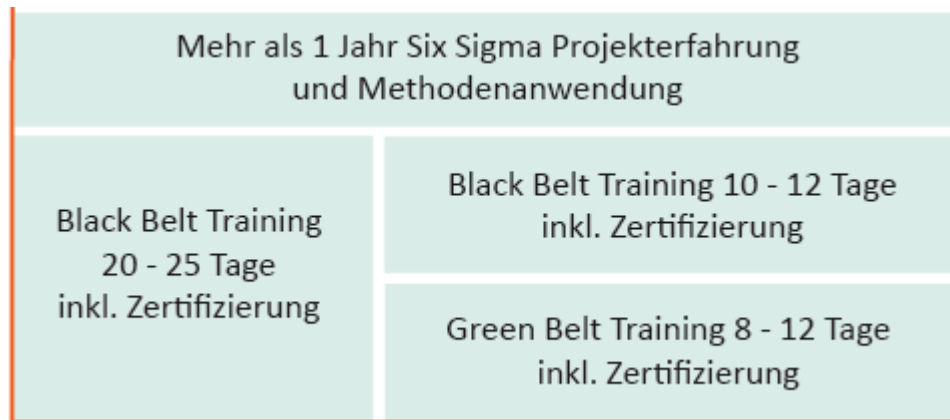 Mehr als 1 Jahr Six Sigma Projekterfahrung
und Methodenanwendung
Black Belt Training
20 - 25 Tage
inkl. Zertifizierung
Black Belt Training 10 - 12 Tage
inkl. Zertifizierung
Green Belt Training 8 - 12 Tage
inkl. Zertifizierung